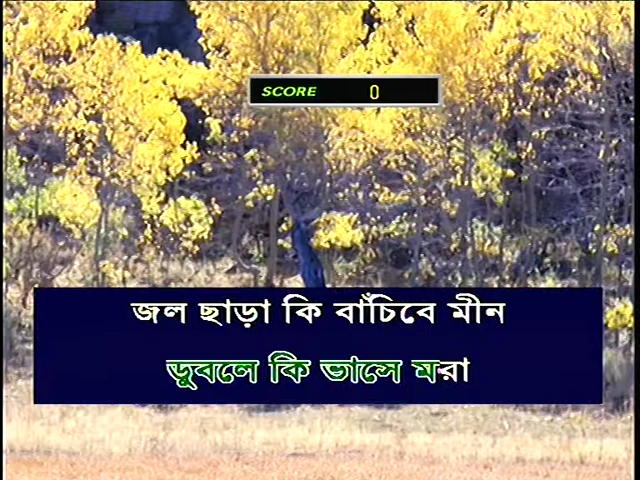 SCORE 0
জল ছাড়া কি বাঁচিবে মীন
ডুবলে কি ভাসে মরা